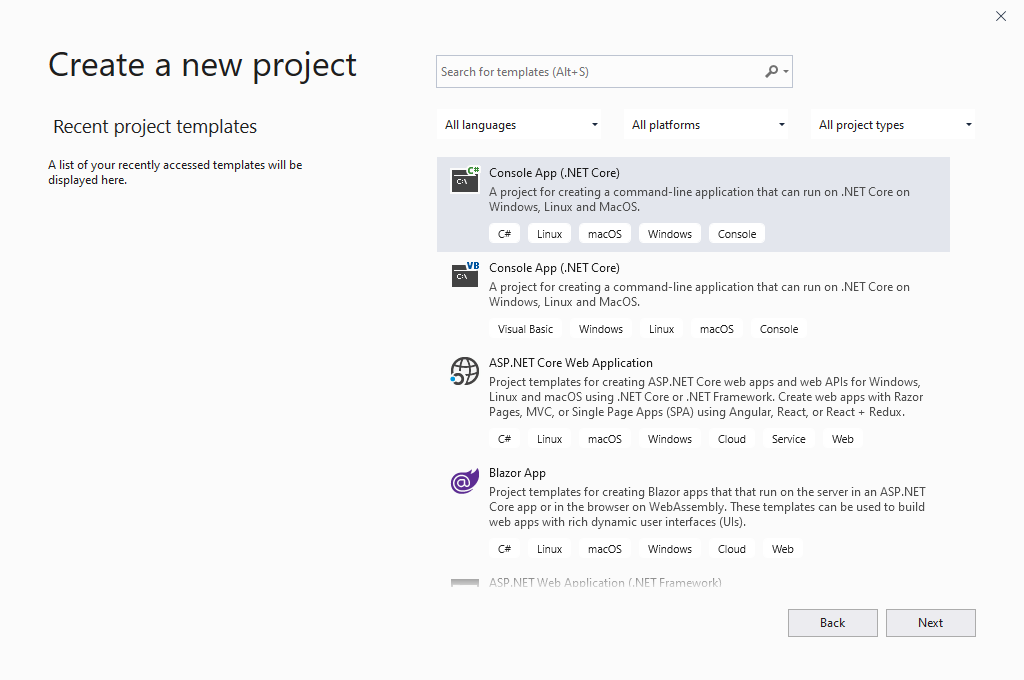 Create a new project
Search for templates (Alt+S)
Recent project templates
A list of your recently accessed templates will be
displayed here.
All languages
All platforms
All project types
C#
C:\
Console App (.NET Core)
A project for creating a command-line application that can run on .NET Core on
Windows, Linux and MacOS.
C# Linux macOS Windows Console
VB
C:\
Console App (.NET Core)
A project for creating a command-line application that can run on .NET Core on
Windows, Linux and MacOS.
Visual Basic Windows Linux macOS Console
ASP.NET Core Web Application
Project templates for creating ASP.NET Core web apps and web APIs for Windows,
Linux and macOS using .NET Core or .NET Framework. Create web apps with Razor
Pages, MVC, or Single Page Apps (SPA) using Angular, React, or React + Redux.
C# Linux macOS Windows Cloud Service Web
@
Blazor App
Project templates for creating Blazor apps that that run on the server in an ASP.NET
Core app or in the browser on WebAssembly. These templates can be used to build
web apps with rich dynamic user interfaces (UIs).
C# Linux macOS Windows Cloud Web
ASP.NET Web Application (.NET Framework)
Back
Next